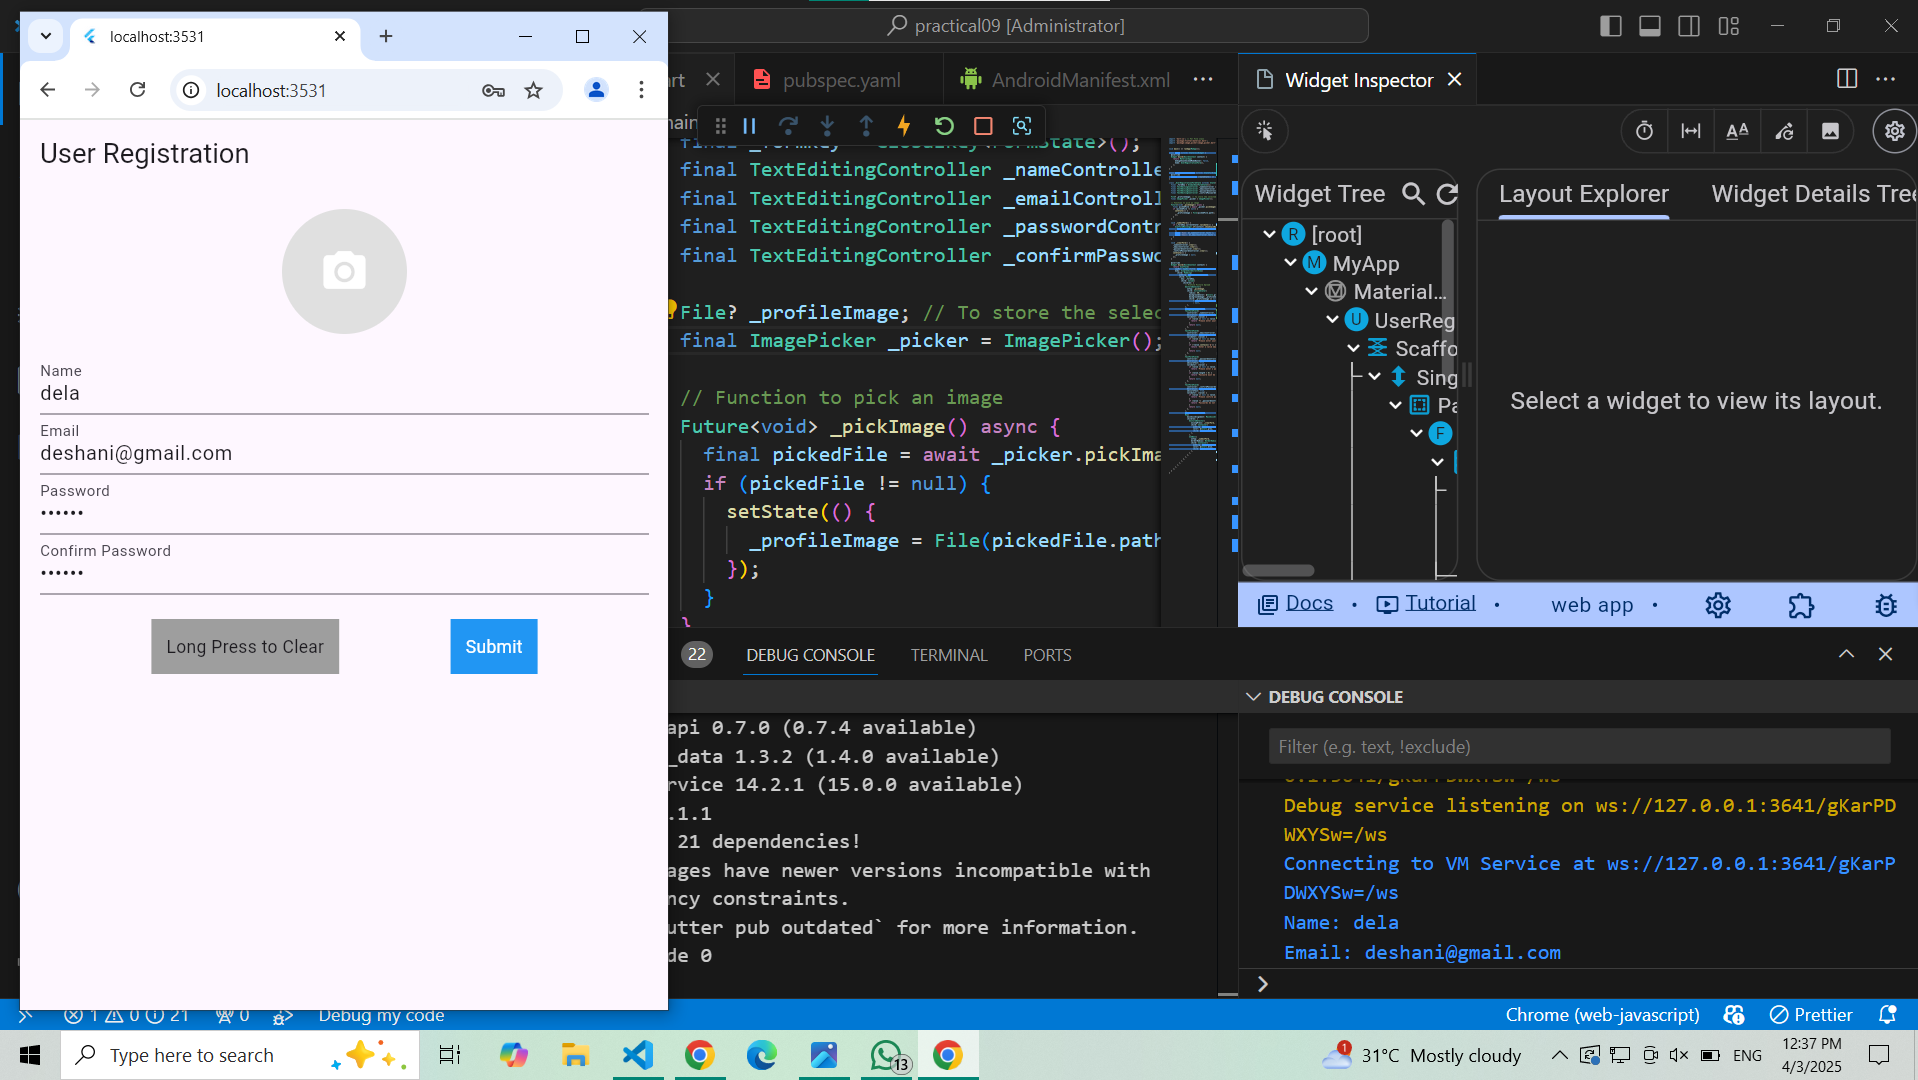 localhost:3531
localhost:3531
User Registration
Name
dela
Email
deshani@gmail.com
Password
••••••
Confirm Password
••••••
Long Press to Clear
Submit
practical09 [Administrator]
pubspec.yaml
AndroidManifest.xml
final TextEditingController _nameControlle
final TextEditingController _emailControll
final TextEditingController _passwordContr
final TextEditingController _confirmPasswo
File? _profileImage; // To store the selec
final ImagePicker _picker = ImagePicker();
// Function to pick an image
Future<void> _pickImage() async {
final pickedFile = await _picker.pickIma
if (pickedFile != null) {
setState(() {
_profileImage = File(pickedFile.path
});
}
Widget Inspector
Widget Tree
Layout Explorer
Widget Details Tree
R [root]
M MyApp
M Material...
U UserReg
Scaffo
Sing
Pa
F
Select a widget to view its layout.
Docs • Tutorial • web app •
22
DEBUG CONSOLE
TERMINAL
PORTS
api 0.7.0 (0.7.4 available)
_data 1.3.2 (1.4.0 available)
rvice 14.2.1 (15.0.0 available)
.1.1
21 dependencies!
ages have newer versions incompatible with
ncy constraints.
utter pub outdated` for more information.
de 0
DEBUG CONSOLE
Filter (e.g. text, !exclude)
Debug service listening on ws://127.0.0.1:3641/gKarPD
WXYSw=/ws
Connecting to VM Service at ws://127.0.0.1:3641/gKarP
DWXYSw=/ws
Name: dela
Email: deshani@gmail.com
1 0 21
0
Debug my code
Chrome (web-javascript)
Prettier
Type here to search
13
1
31°C Mostly cloudy
ENG
12:37 PM
4/3/2025